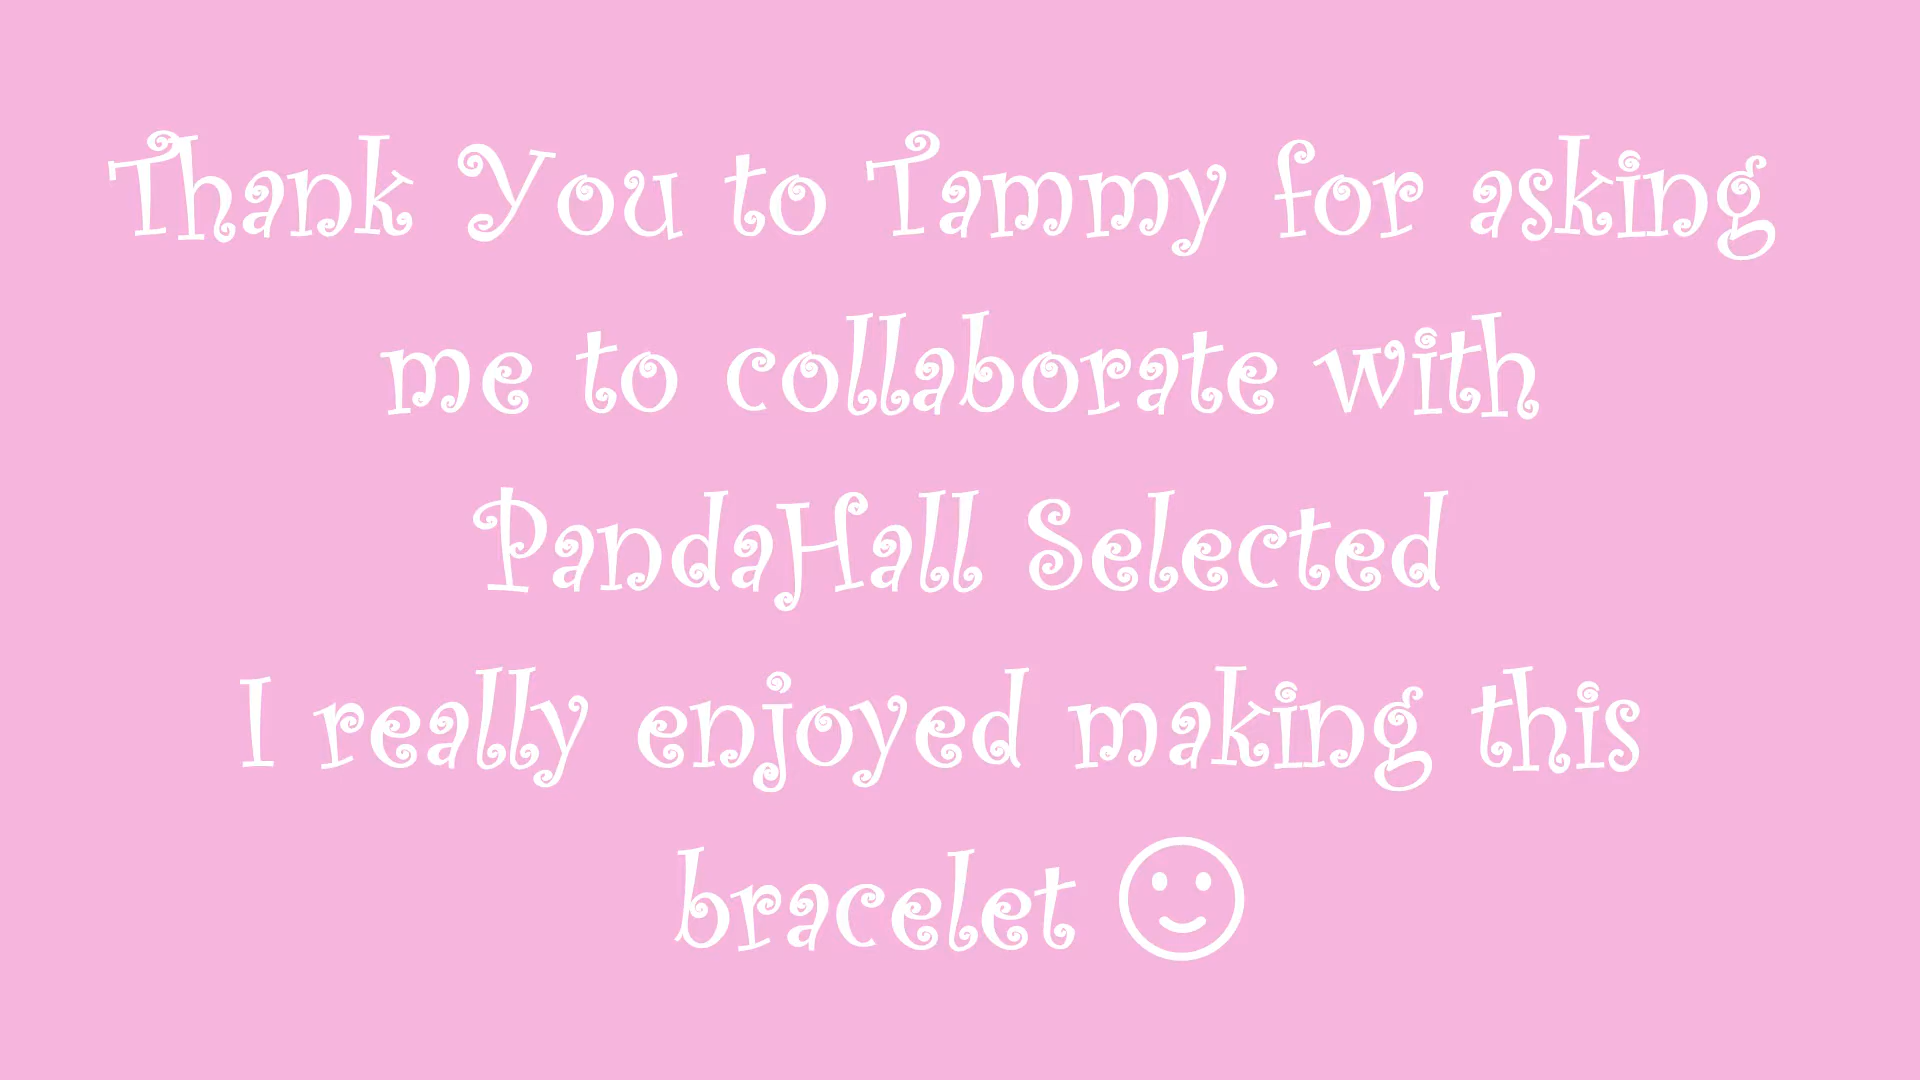 Thank You to Tammy for asking
me to collaborate with
PandaHall Selected
I really enjoyed making this
bracelet ☺